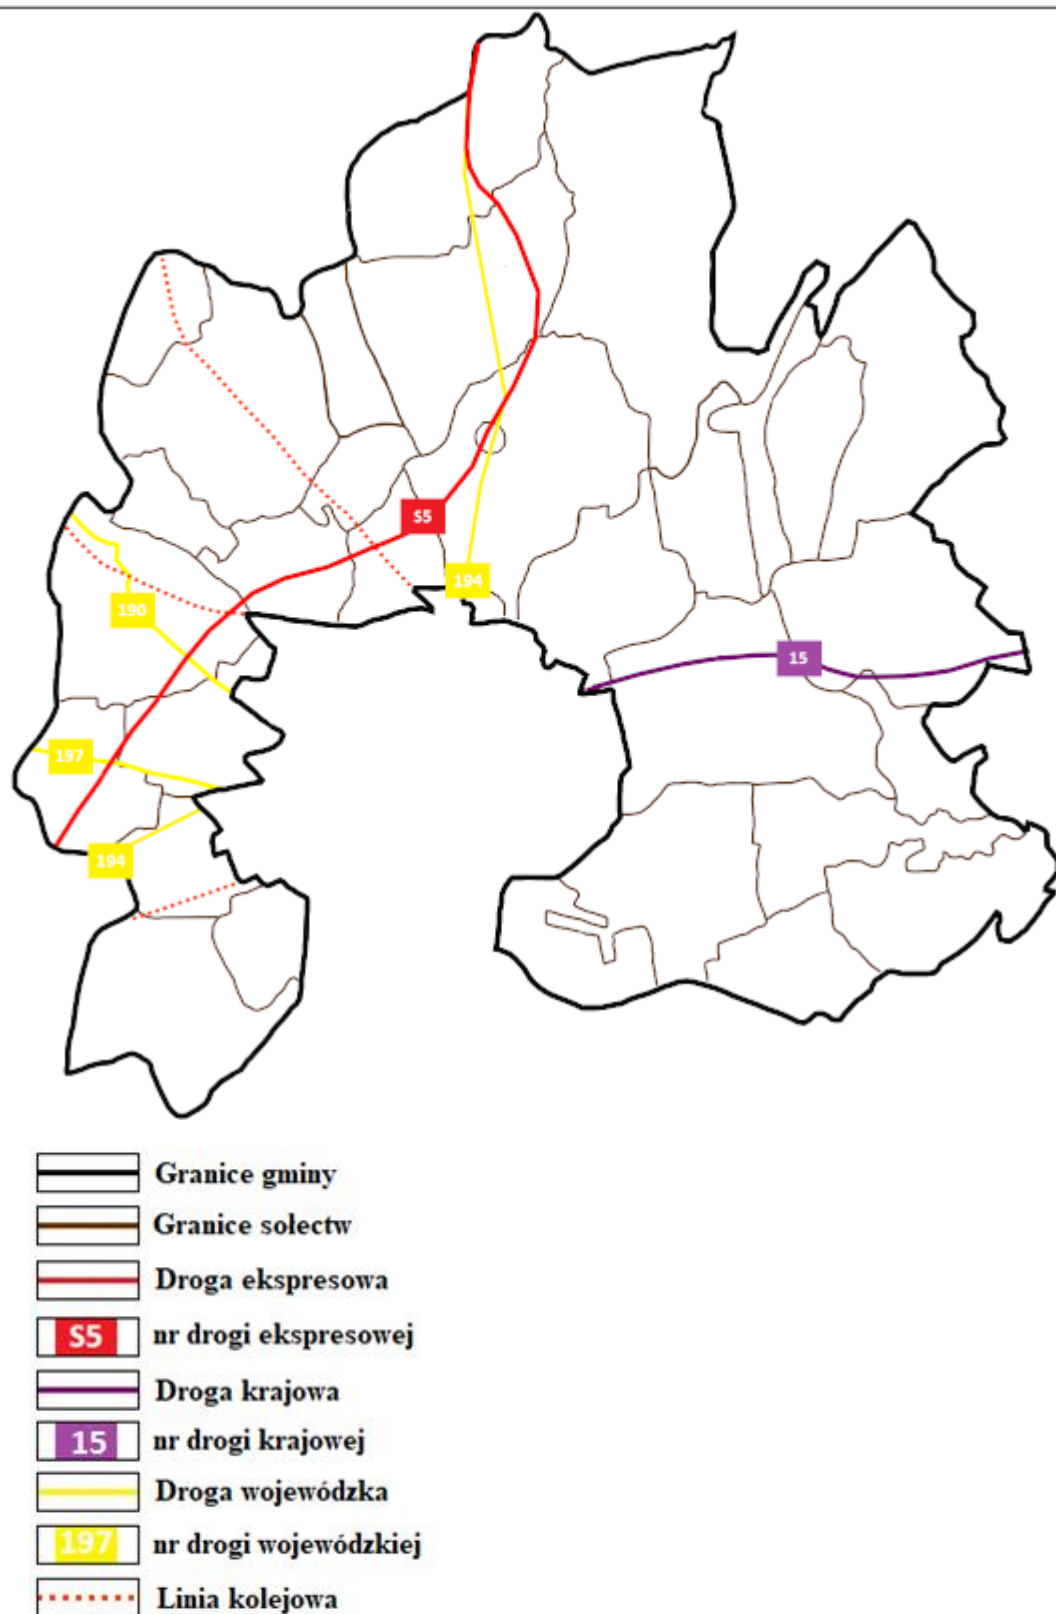 S5
194
190
15
197
194
Granice gminy
Granice sołectw
Droga ekspresowa
S5 nr drogi ekspresowej
Droga krajowa
15 nr drogi krajowej
Droga wojewódzka
197 nr drogi wojewódzkiej
Linia kolejowa